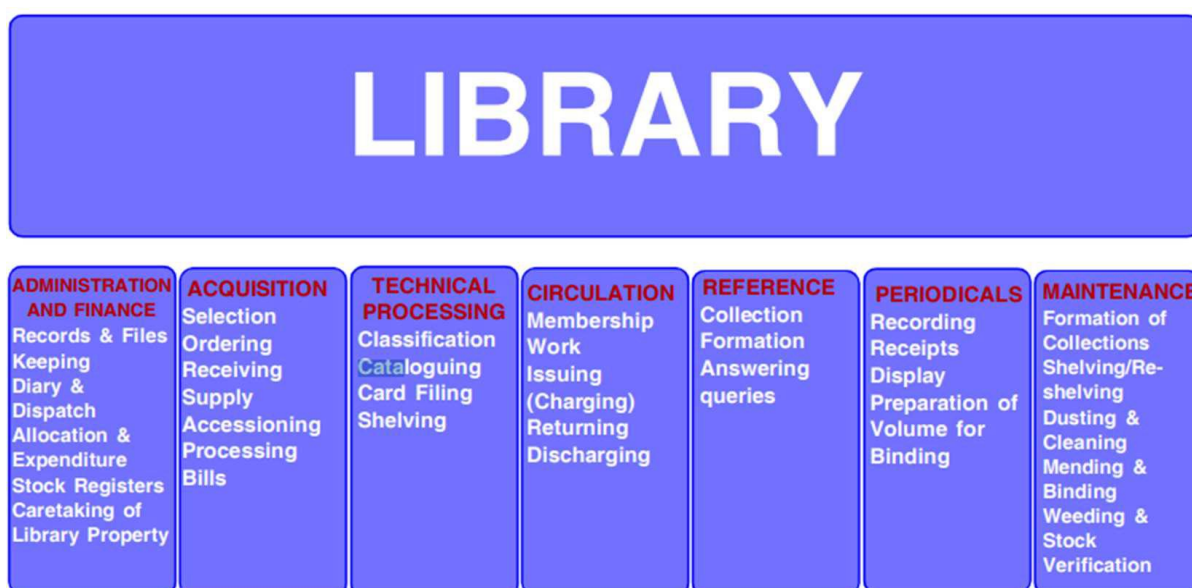 LIBRARY
ADMINISTRATION
AND FINANCE
Records & Files
Keeping
Diary &
Dispatch
Allocation &
Expenditure
Stock Registers
Caretaking of
Library Property
ACQUISITION
Selection
Ordering
Receiving
Supply
Accessioning
Processing
Bills
TECHNICAL
PROCESSING
Classification
Cataloguing
Card Filing
Shelving
CIRCULATION
Membership
Work
Issuing
(Charging)
Returning
Discharging
REFERENCE
Collection
Formation
Answering
queries
PERIODICALS
Recording
Receipts
Display
Preparation of
Volume for
Binding
MAINTENANCE
Formation of
Collections
Shelving/Re-
shelving
Dusting &
Cleaning
Mending &
Binding
Weeding &
Stock
Verification